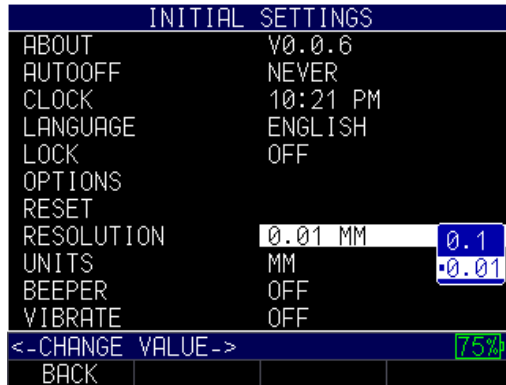 INITIAL SETTINGS
ABOUT V0.0.6
AUTOOFF NEVER
CLOCK 10:21 PM
LANGUAGE ENGLISH
LOCK OFF
OPTIONS
RESET
RESOLUTION 0.01 MM 0.1
UNITS MM ▪0.01
BEEPER OFF
VIBRATE OFF
<-CHANGE VALUE-> 75%
BACK